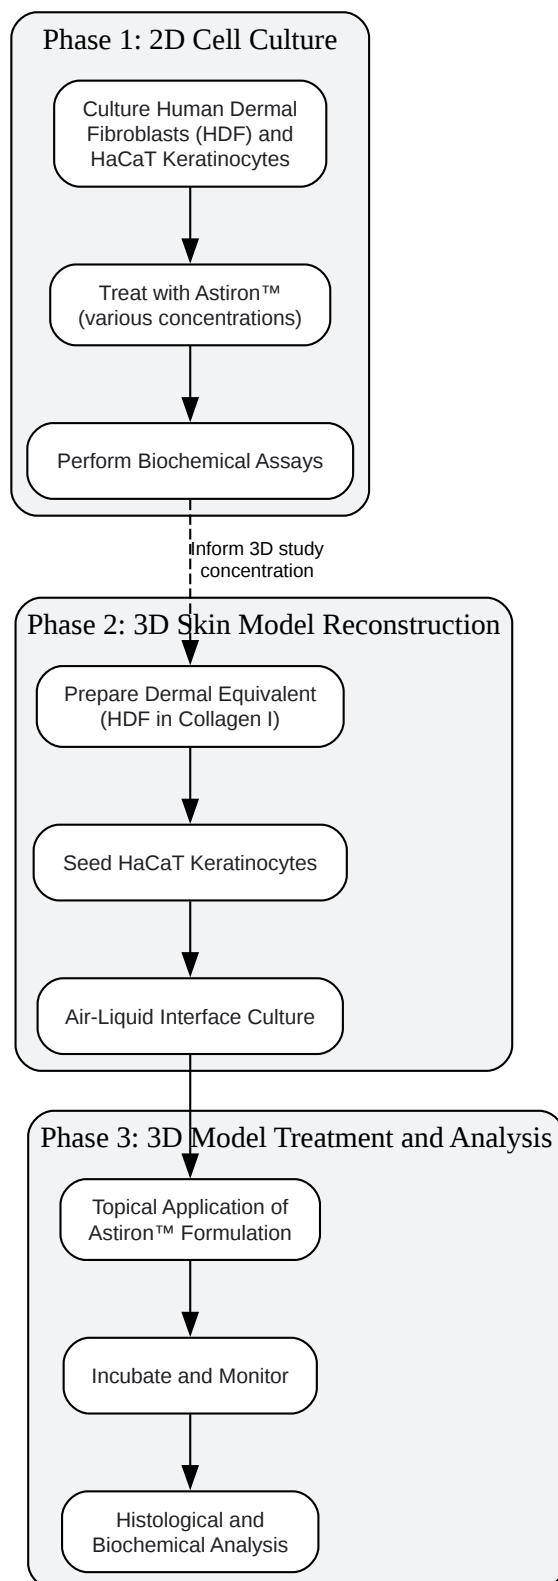 Phase 1: 2D Cell Culture
Culture Human Dermal
Fibroblasts (HDF) and
HaCaT Keratinocytes
Treat with Astiron™
(various concentrations)
Perform Biochemical Assays
Inform 3D study
concentration
Phase 2: 3D Skin Model Reconstruction
Prepare Dermal Equivalent
(HDF in Collagen I)
Seed HaCaT Keratinocytes
Air-Liquid Interface Culture
Phase 3: 3D Model Treatment and Analysis
Topical Application of
Astiron™ Formulation
Incubate and Monitor
Histological and
Biochemical Analysis